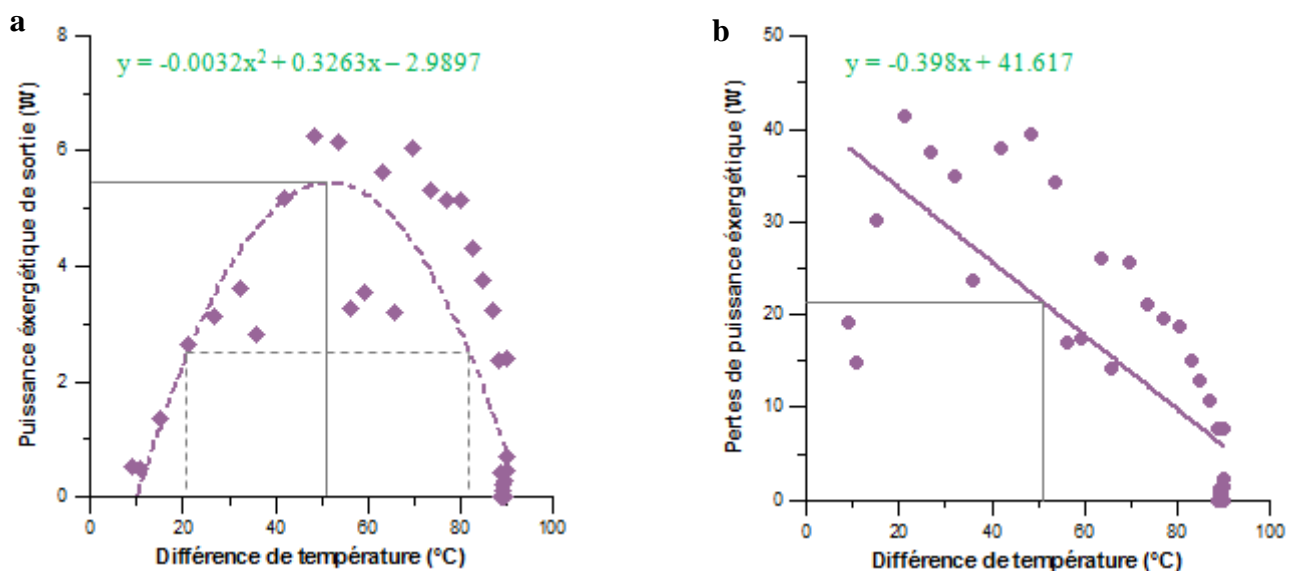 a
y = -0.0032x² + 0.3263x – 2.9897
Puissance éxergétique de sortie (W)
8
6
4
2
0
0 20 40 60 80 100
Différence de température (°C)
b
y = -0.398x + 41.617
Pertes de puissance éxergétique (W)
50
40
30
20
10
0
0 20 40 60 80 100
Différence de température (°C)